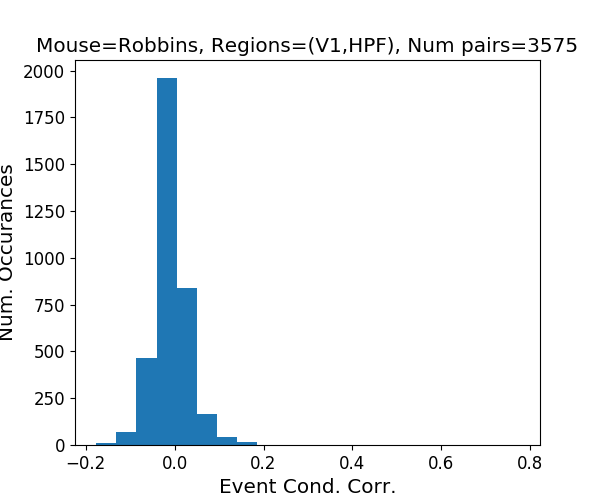 Mouse=Robbins, Regions=(V1,HPF), Num pairs=3575
Num. Occurances
2000
1750
1500
1250
1000
750
500
250
0
−0.2 0.0 0.2 0.4 0.6 0.8
Event Cond. Corr.